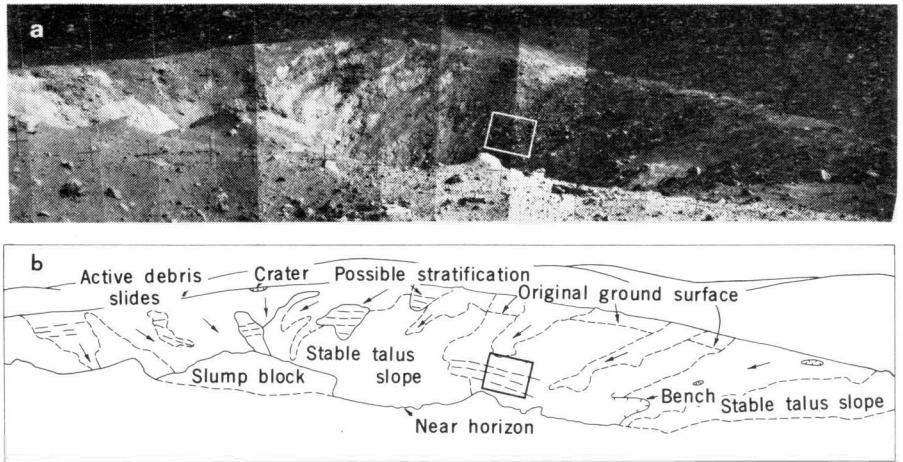 a
b
Active debris
slides
Crater
Possible stratification
Original ground surface
Stable talus
slope
Slump block
Bench
Stable talus slope
Near horizon